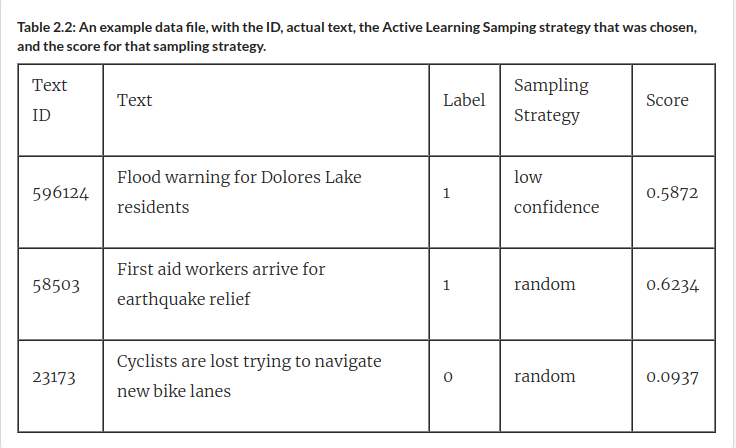 Table 2.2: An example data file, with the ID, actual text, the Active Learning Samping strategy that was chosen,
and the score for that sampling strategy.
Text
ID
Text
Label
Sampling
Strategy
Score
596124
Flood warning for Dolores Lake
residents
1
low
confidence
0.5872
58503
First aid workers arrive for
earthquake relief
1
random
0.6234
23173
Cyclists are lost trying to navigate
new bike lanes
0
random
0.0937